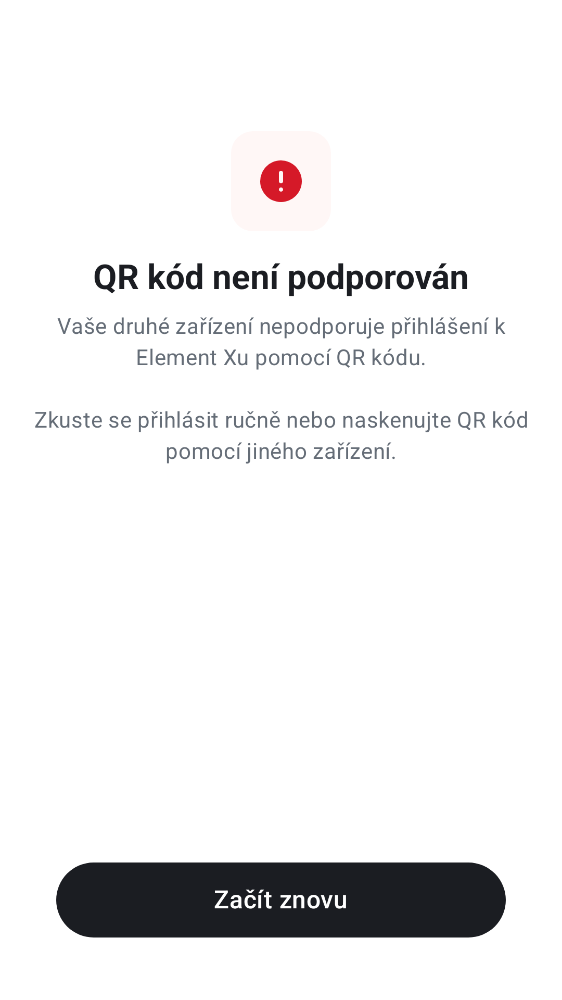 QR kód není podporován
Vaše druhé zařízení nepodporuje přihlášení k
Element Xu pomocí QR kódu.
Zkuste se přihlásit ručně nebo naskenujte QR kód
pomocí jiného zařízení.
Začít znovu